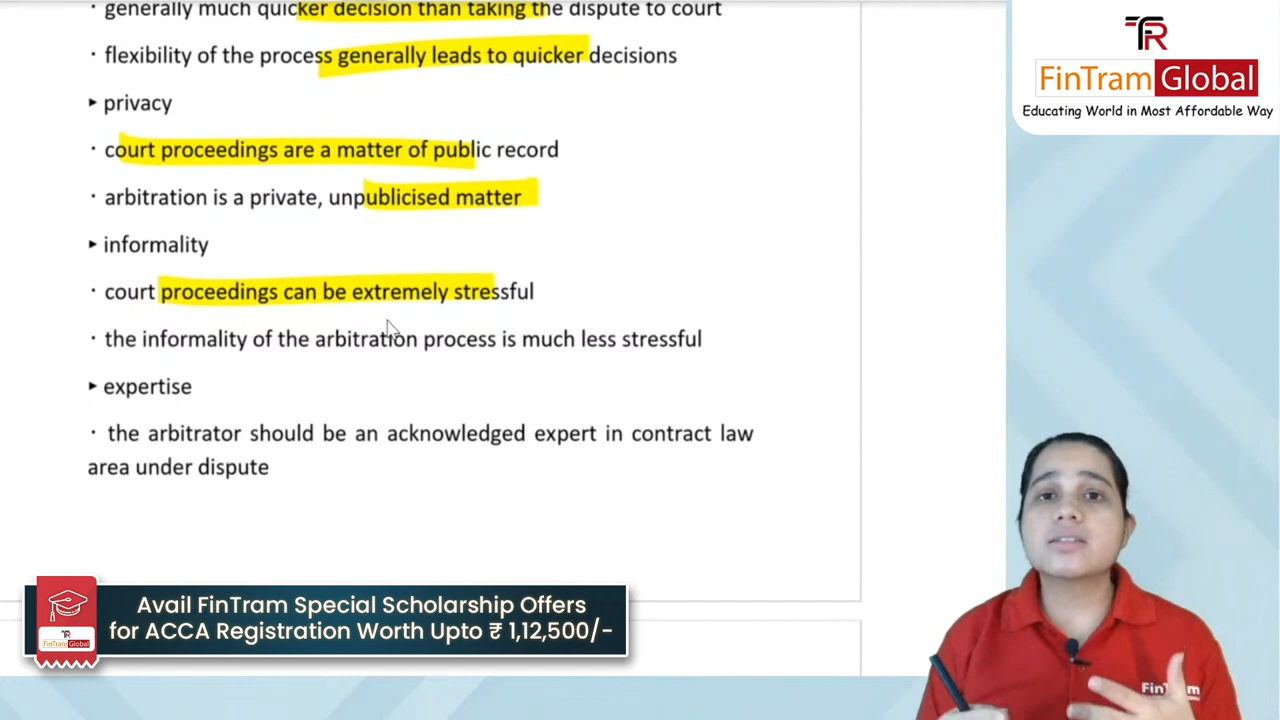 generally much quicker decision than taking the dispute to court
· flexibility of the process generally leads to quicker decisions
▸ privacy
· court proceedings are a matter of public record
· arbitration is a private, unpublicised matter
▸ informality
· court proceedings can be extremely stressful
· the informality of the arbitration process is much less stressful
▸ expertise
· the arbitrator should be an acknowledged expert in contract law
area under dispute
TR
FinTram Global
Educating World in Most Affordable Way
TR
FinTram Global
Avail FinTram Special Scholarship Offers
for ACCA Registration Worth Upto ₹ 1,12,500/-